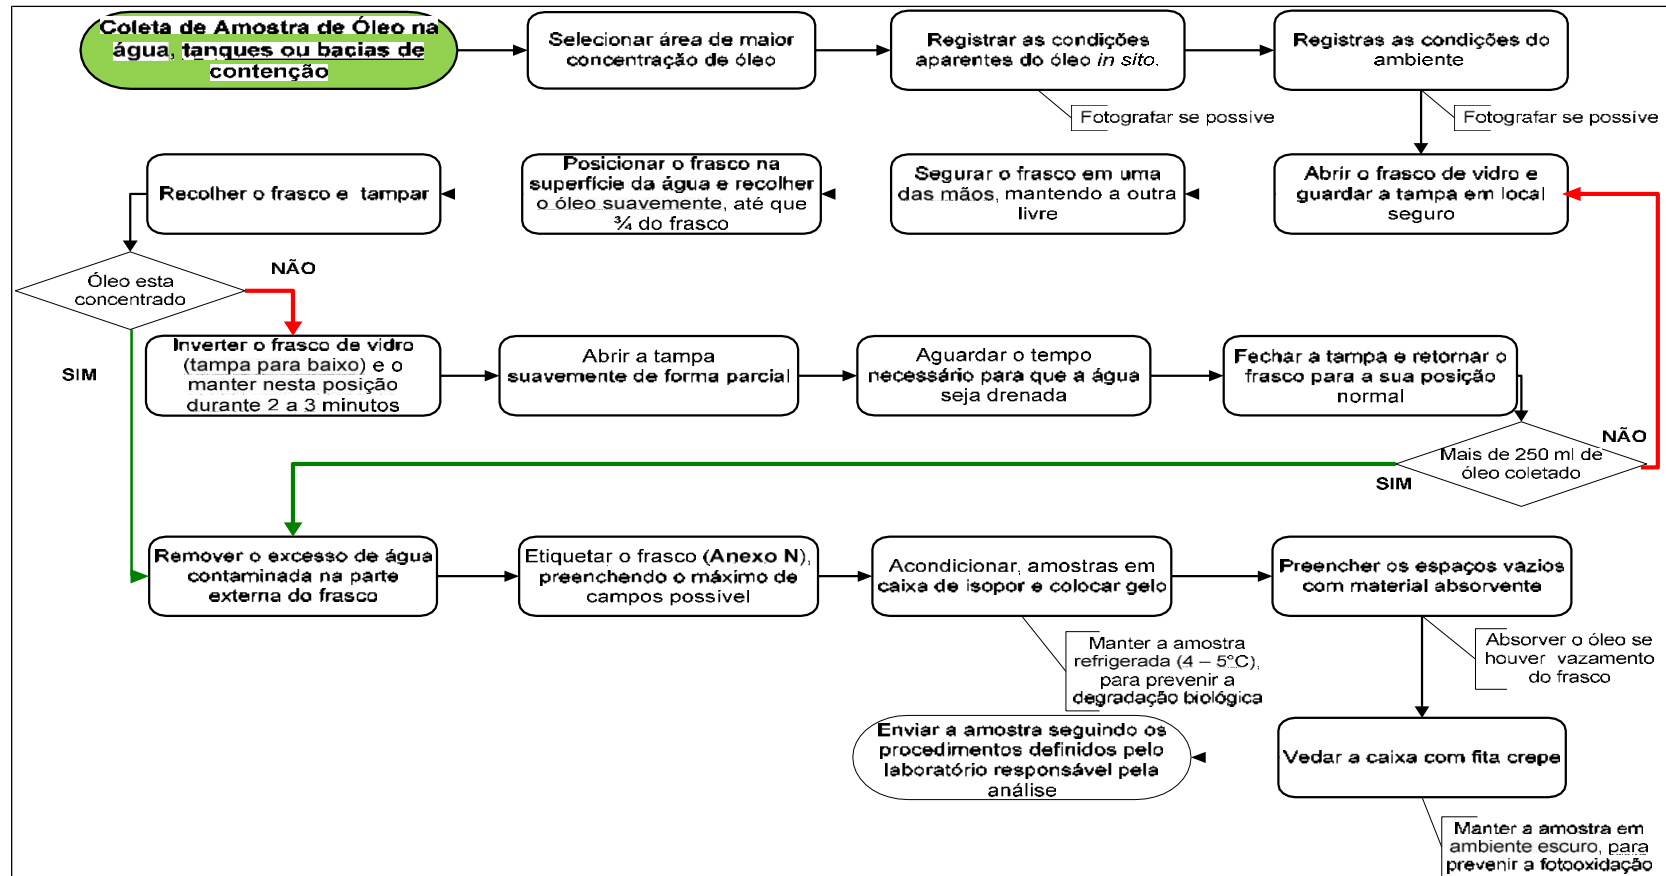 Coleta de Amostra de Óleo na
água, tanques ou bacias de
contenção
Selecionar área de maior
concentração de óleo
Registrar as condições
aparentes do óleo in sito.
Registras as condições do
ambiente
Fotografar se possive
Fotografar se possive
Recolher o frasco e tampar
Posicionar o frasco na
superfície da água e recolher
o óleo suavemente, até que
¾ do frasco
Segurar o frasco em uma
das mãos, mantendo a outra
livre
Abrir o frasco de vidro e
guardar a tampa em local
seguro
Óleo esta
concentrado
NÃO
SIM
Inverter o frasco de vidro
(tampa para baixo) e o
manter nesta posição
durante 2 a 3 minutos
Abrir a tampa
suavemente de forma parcial
Aguardar o tempo
necessário para que a água
seja drenada
Fechar a tampa e retornar o
frasco para a sua posição
normal
NÃO
Mais de 250 ml de
óleo coletado
SIM
Remover o excesso de água
contaminada na parte
externa do frasco
Etiquetar o frasco (Anexo N),
preenchendo o máximo de
campos possível
Acondicionar, amostras em
caixa de isopor e colocar gelo
Preencher os espaços vazios
com material absorvente
Manter a amostra
refrigerada (4 – 5°C),
para prevenir a
degradação biológica
Absorver o óleo se
houver vazamento
do frasco
Enviar a amostra seguindo os
procedimentos definidos pelo
laboratório responsável pela
análise
Vedar a caixa com fita crepe
Manter a amostra em
ambiente escuro, para
prevenir a fotooxidação